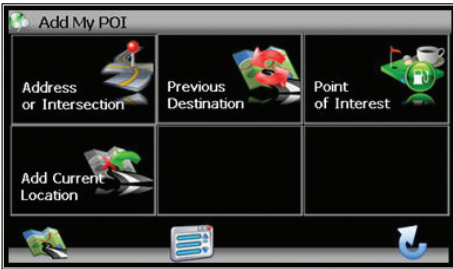 Add My POI
Address
or Intersection
Previous
Destination
Point
of Interest
Add Current
Location